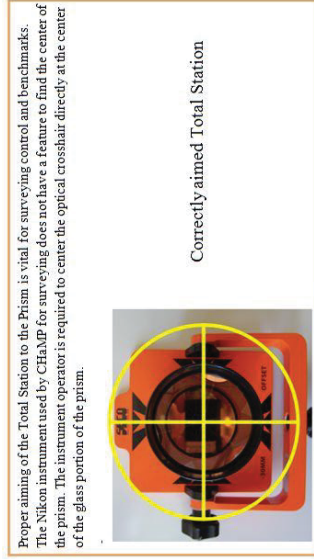 Proper aiming of the Total Station to the Prism is vital for surveying control and benchmarks.
The Nikon instrument used by CHaMP for surveying does not have a feature to find the center of
the prism. The instrument operator is required to center the optical crosshair directly at the center
of the glass portion of the prism.
Correctly aimed Total Station
30MM
OFFSET